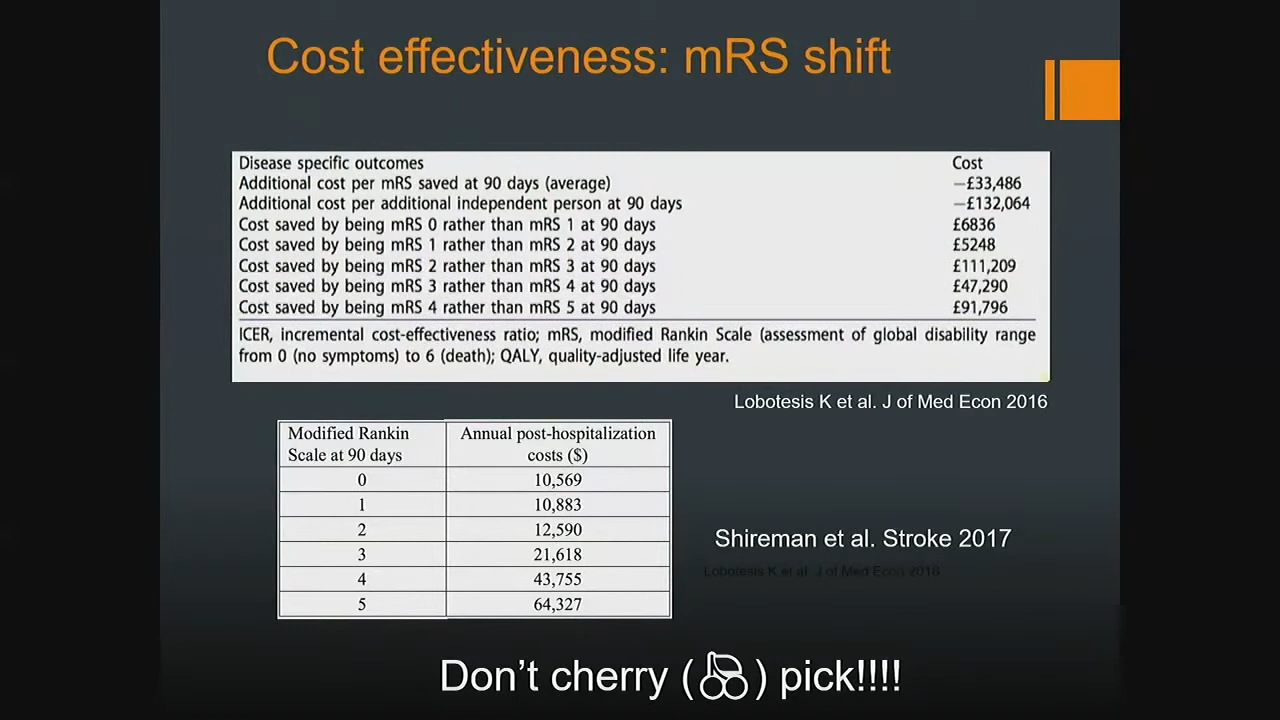 Cost effectiveness: mRS shift
Disease specific outcomes Cost
Additional cost per mRS saved at 90 days (average) −£33,486
Additional cost per additional independent person at 90 days −£132,064
Cost saved by being mRS 0 rather than mRS 1 at 90 days £6836
Cost saved by being mRS 1 rather than mRS 2 at 90 days £5248
Cost saved by being mRS 2 rather than mRS 3 at 90 days £111,209
Cost saved by being mRS 3 rather than mRS 4 at 90 days £47,290
Cost saved by being mRS 4 rather than mRS 5 at 90 days £91,796
ICER, incremental cost-effectiveness ratio; mRS, modified Rankin Scale (assessment of global disability range
from 0 (no symptoms) to 6 (death); QALY, quality-adjusted life year.
Lobotesis K et al. J of Med Econ 2016
Modified Rankin Annual post-hospitalization
Scale at 90 days costs ($)
0 10,569
1 10,883
2 12,590
3 21,618
4 43,755
5 64,327
Shireman et al. Stroke 2017
Lobotesis K et al. J of Med Econ 2016
Don't cherry ( ) pick!!!!